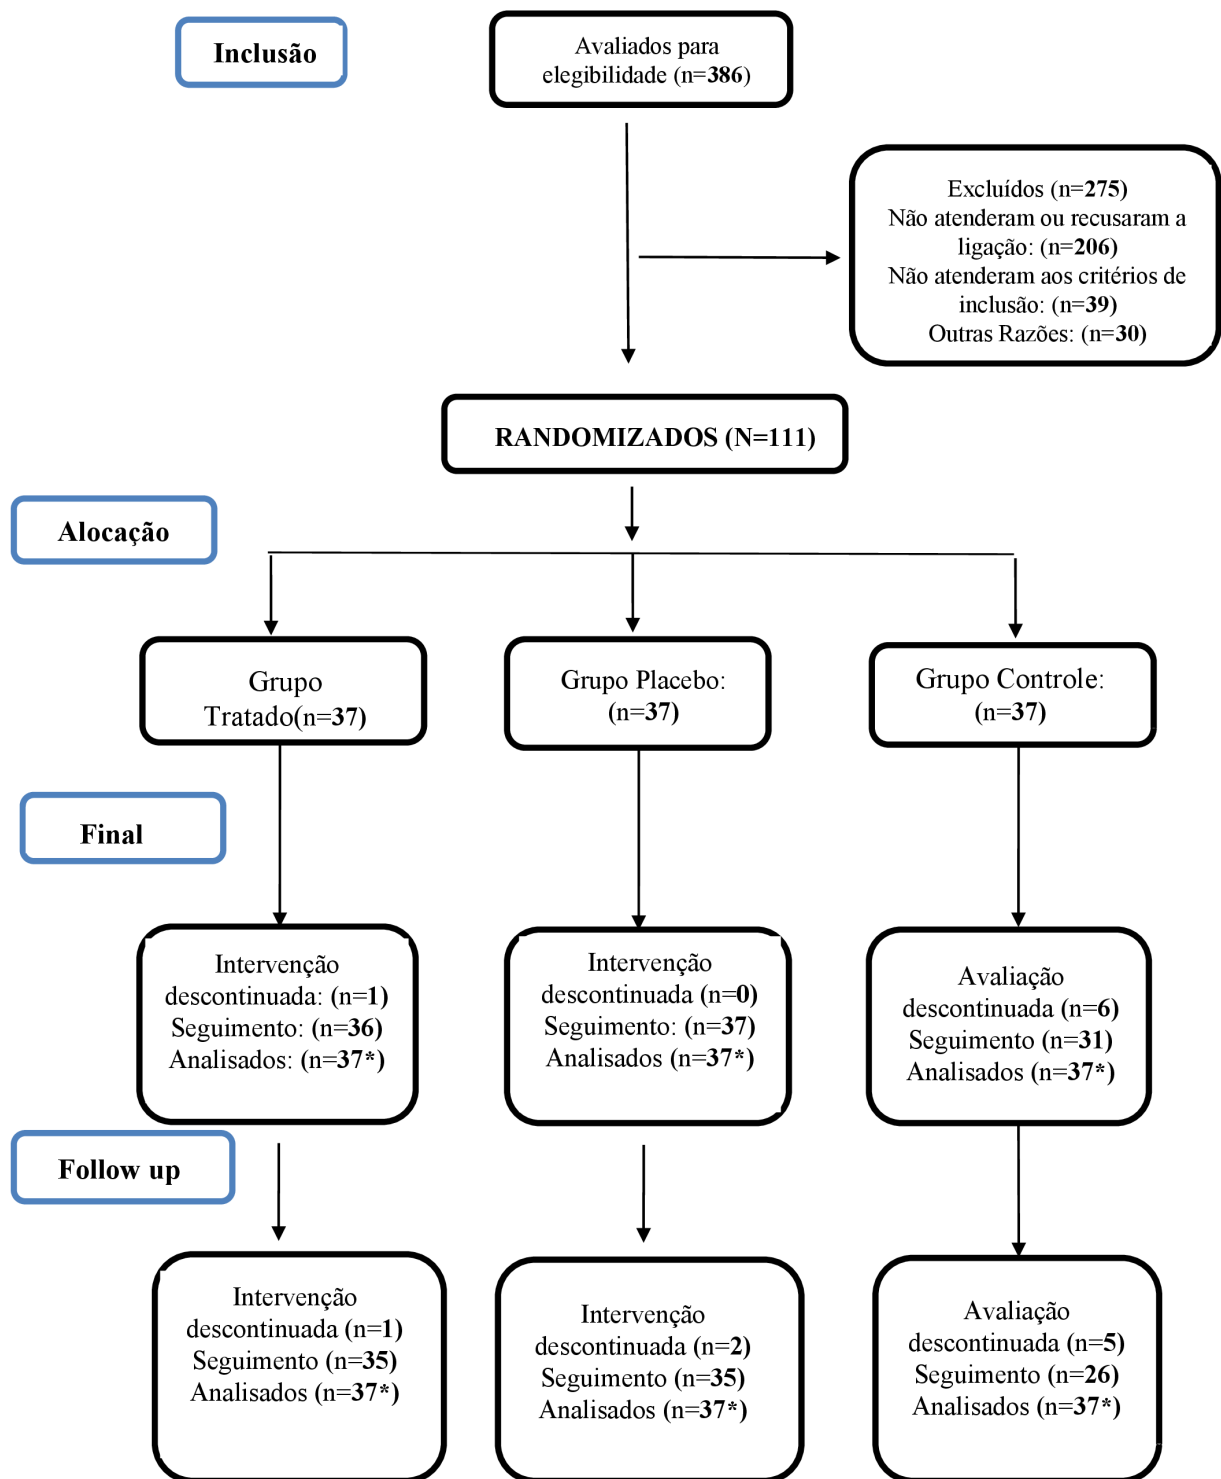 Inclusão
Avaliados para
elegibilidade (n=386)
Excluídos (n=275)
Não atenderam ou recusaram a
ligação: (n=206)
Não atenderam aos critérios de
inclusão: (n=39)
Outras Razões: (n=30)
RANDOMIZADOS (N=111)
Alocação
Grupo
Tratado(n=37)
Grupo Placebo:
(n=37)
Grupo Controle:
(n=37)
Final
Intervenção
descontinuada: (n=1)
Seguimento: (n=36)
Analisados: (n=37*)
Intervenção
descontinuada (n=0)
Seguimento: (n=37)
Analisados (n=37*)
Avaliação
descontinuada (n=6)
Seguimento (n=31)
Analisados (n=37*)
Follow up
Intervenção
descontinuada (n=1)
Seguimento (n=35)
Analisados (n=37*)
Intervenção
descontinuada (n=2)
Seguimento (n=35)
Analisados (n=37*)
Avaliação
descontinuada (n=5)
Seguimento (n=26)
Analisados (n=37*)